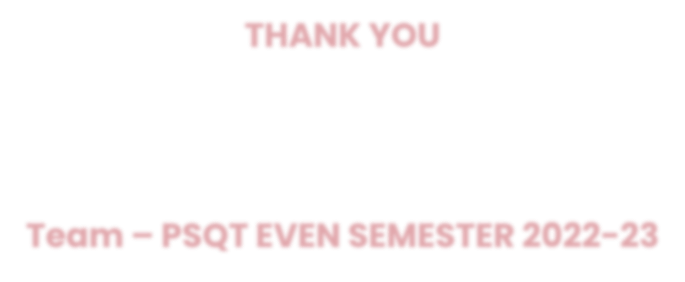 THANK YOU
Team – PSQT EVEN SEMESTER 2022-23